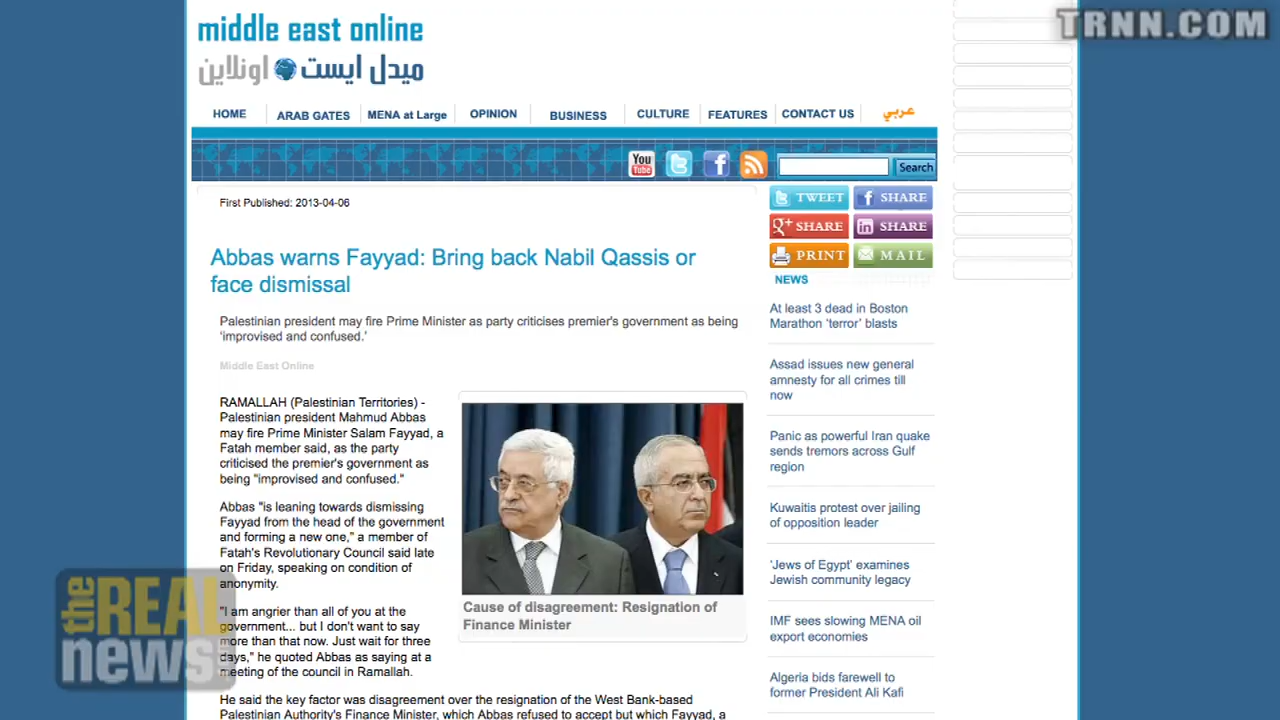 TRNN.COM
middle east online
ميدل ايست اونلاين
HOME
ARAB GATES
MENA at Large
OPINION
BUSINESS
CULTURE
FEATURES
CONTACT US
عربي
You
Tube
Search
First Published: 2013-04-06
TWEET
SHARE
SHARE
SHARE
PRINT
MAIL
Abbas warns Fayyad: Bring back Nabil Qassis or
face dismissal
Palestinian president may fire Prime Minister as party criticises premier's government as being
‘improvised and confused.’
Middle East Online
RAMALLAH (Palestinian Territories) -
Palestinian president Mahmud Abbas
may fire Prime Minister Salam Fayyad, a
Fatah member said, as the party
criticised the premier's government as
being "improvised and confused."
Abbas "is leaning towards dismissing
Fayyad from the head of the government
and forming a new one," a member of
Fatah's Revolutionary Council said late
on Friday, speaking on condition of
anonymity.
"I am angrier than all of you at the
government... but I don't want to say
more than that now. Just wait for three
days," he quoted Abbas as saying at a
meeting of the council in Ramallah.
He said the key factor was disagreement over the resignation of the West Bank-based
Palestinian Authority's Finance Minister, which Abbas refused to accept but which Fayyad, a
Cause of disagreement: Resignation of
Finance Minister
NEWS
At least 3 dead in Boston
Marathon ‘terror’ blasts
Assad issues new general
amnesty for all crimes till
now
Panic as powerful Iran quake
sends tremors across Gulf
region
Kuwaitis protest over jailing
of opposition leader
‘Jews of Egypt’ examines
Jewish community legacy
IMF sees slowing MENA oil
export economies
Algeria bids farewell to
former President Ali Kafi
the REAL
news